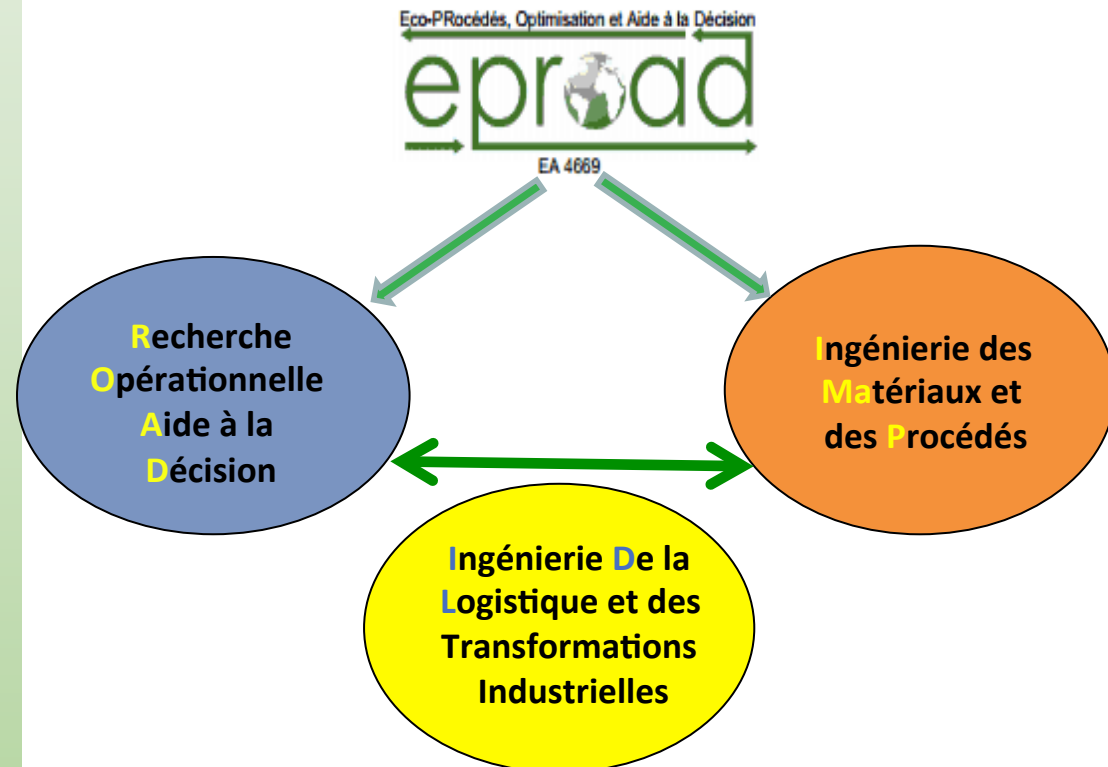 Eco-PRocédés, Optimisation et Aide à la Décision
eproad
EA 4669
Recherche
Opérationnelle
Aide à la
Décision
Ingénierie des
Matériaux et
des Procédés
Ingénierie De la
Logistique et des
Transformations
Industrielles